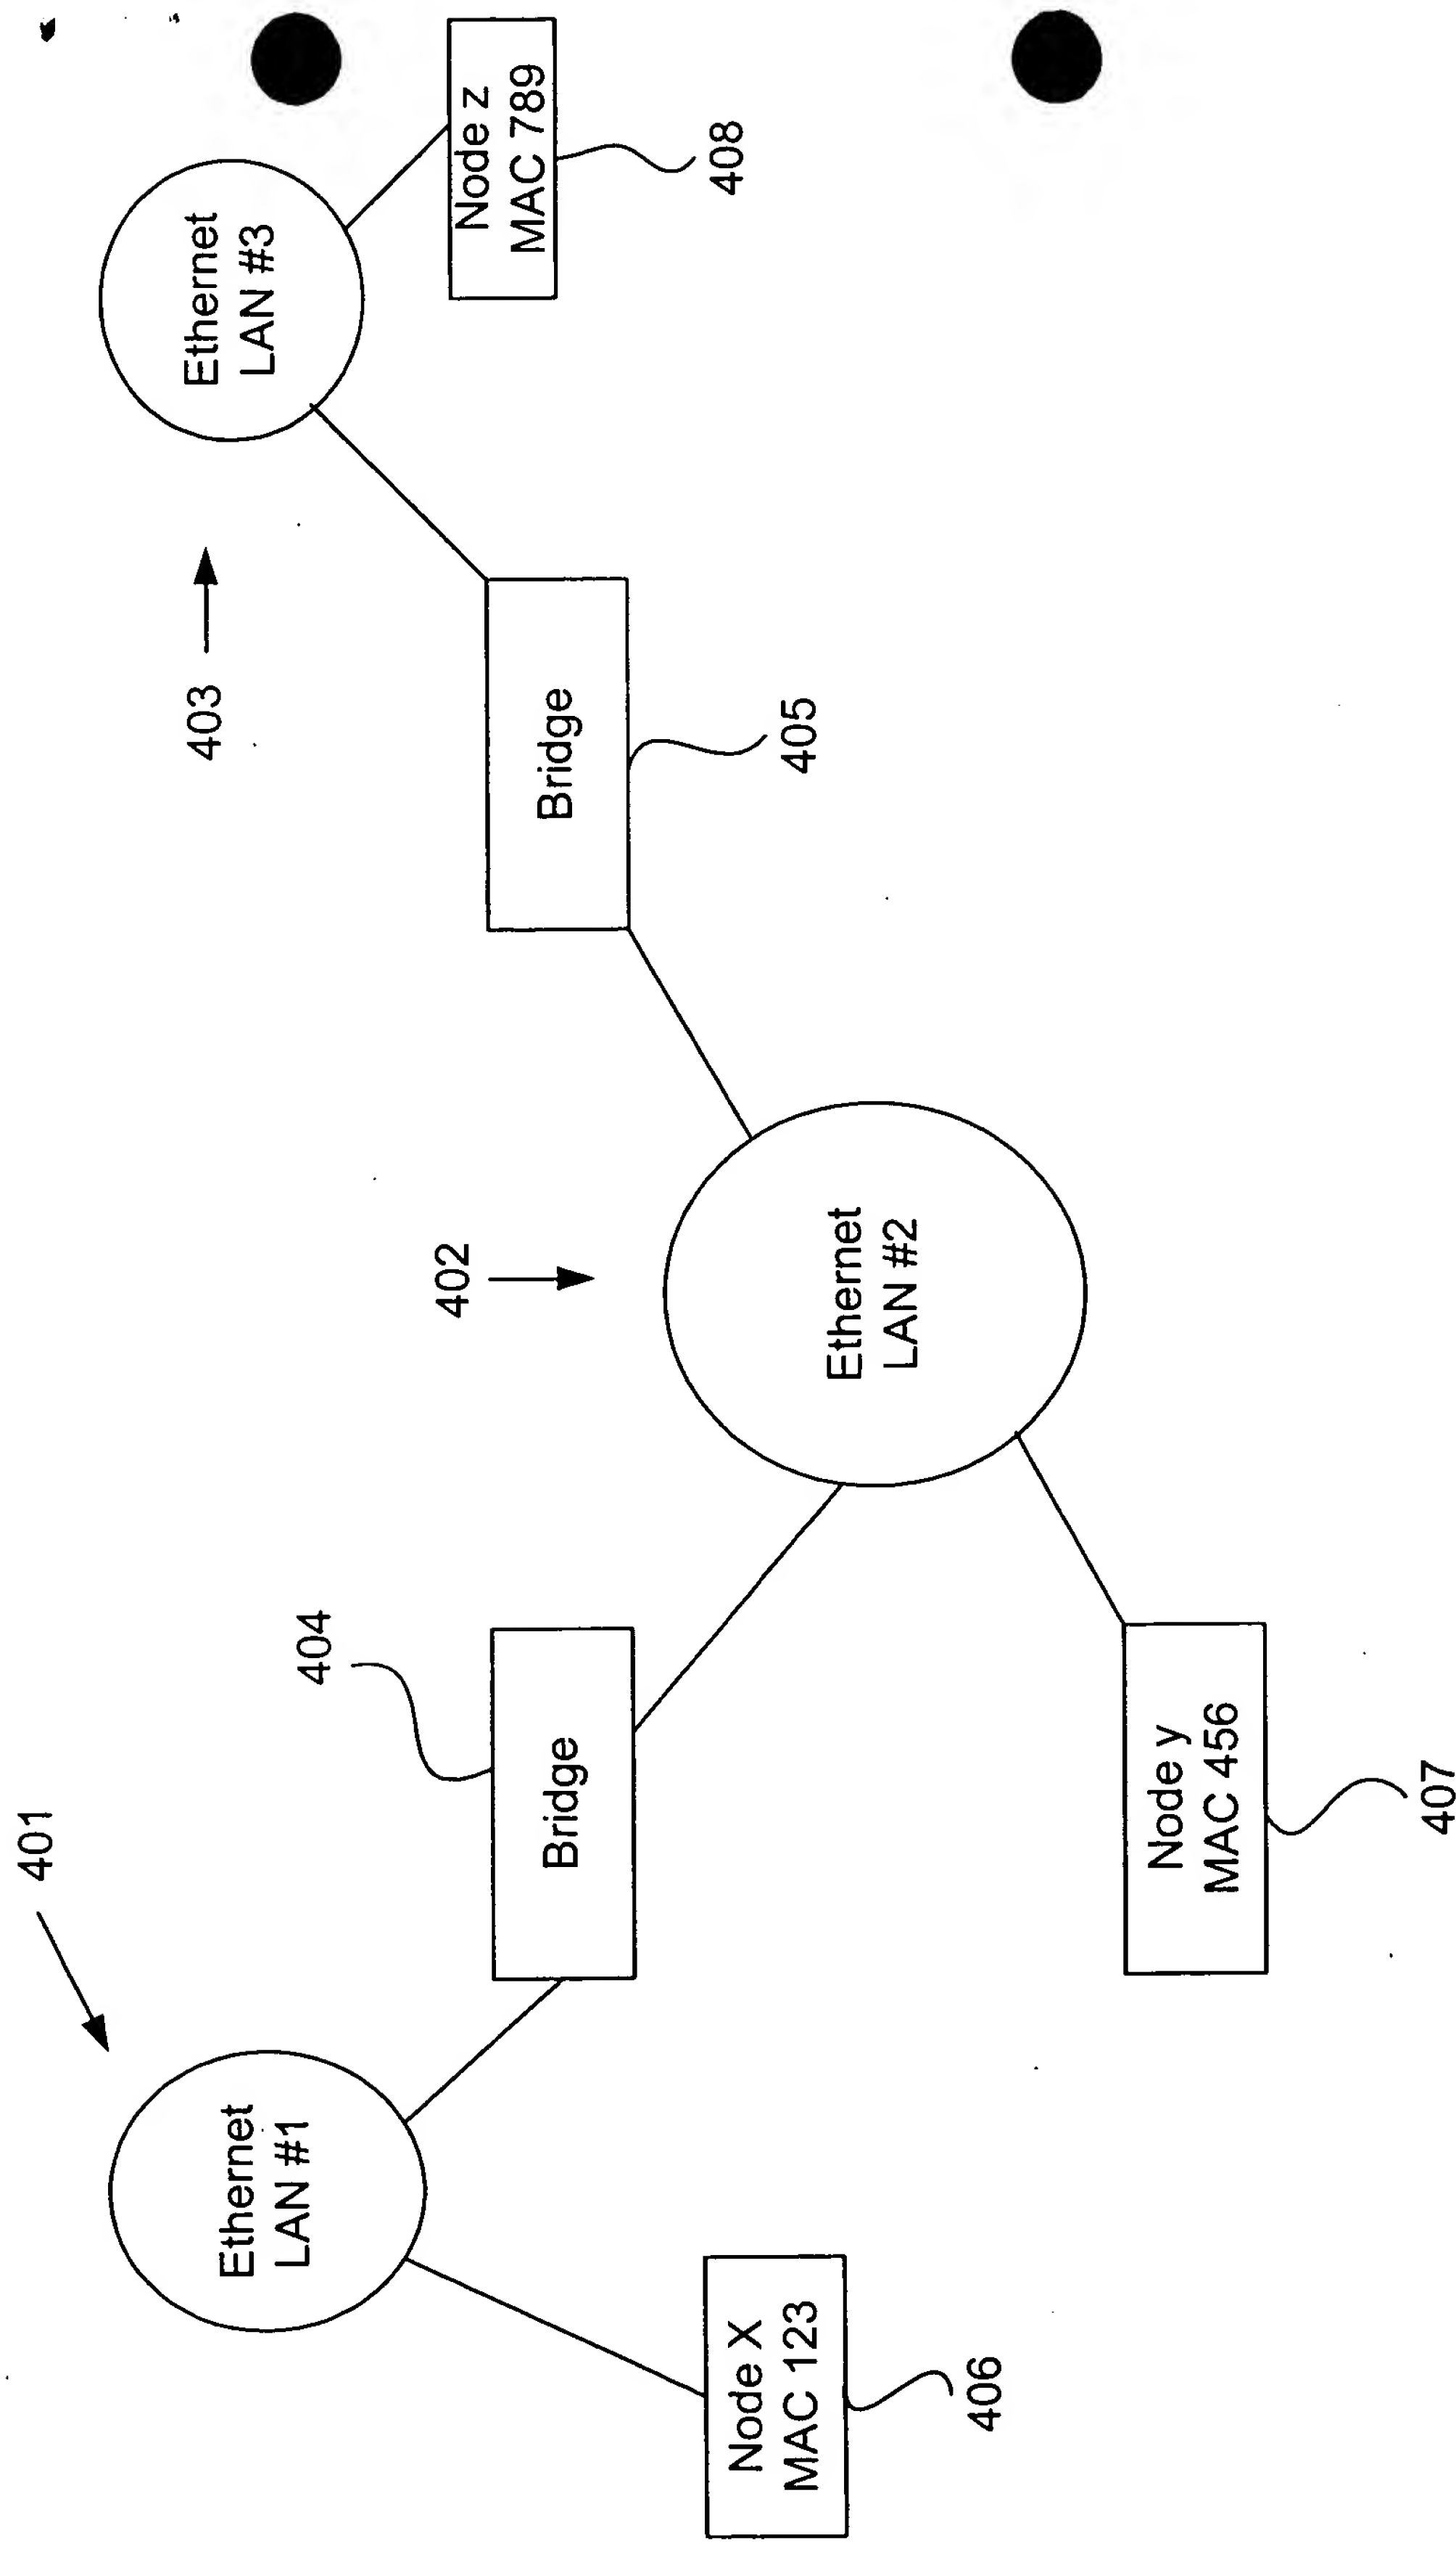 401
Ethernet
LAN #1
Node X
MAC 123
406
404
Bridge
402
Ethernet
LAN #2
Node y
MAC 456
407
403
Bridge
405
Ethernet
LAN #3
Node z
MAC 789
408